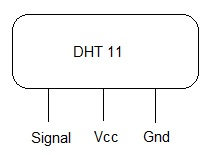 DHT 11
Signal Vcc Gnd